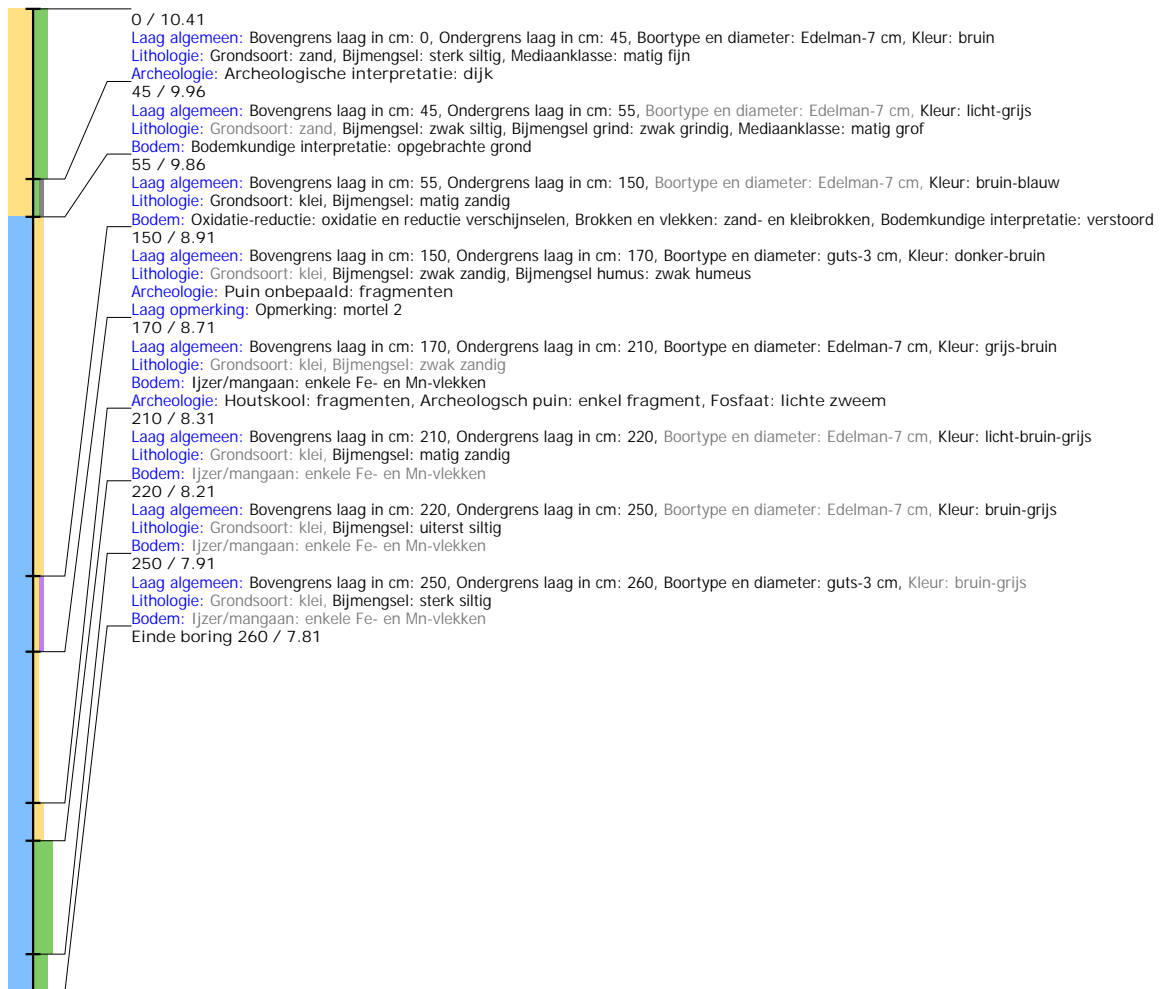 0 / 10.41
Laag algemeen: Bovengrens laag in cm: 0, Ondergrens laag in cm: 45, Boortype en diameter: Edelman-7 cm, Kleur: bruin
Lithologie: Grondsoort: zand, Bijmengsel: sterk siltig, Mediaanklasse: matig fijn
Archeologie: Archeologische interpretatie: dijk
45 / 9.96
Laag algemeen: Bovengrens laag in cm: 45, Ondergrens laag in cm: 55, Boortype en diameter: Edelman-7 cm, Kleur: licht-grijs
Lithologie: Grondsoort: zand, Bijmengsel: zwak siltig, Bijmengsel grind: zwak grindig, Mediaanklasse: matig grof
Bodem: Bodemkundige interpretatie: opgebrachte grond
55 / 9.86
Laag algemeen: Bovengrens laag in cm: 55, Ondergrens laag in cm: 150, Boortype en diameter: Edelman-7 cm, Kleur: bruin-blauw
Lithologie: Grondsoort: klei, Bijmengsel: matig zandig
Bodem: Oxidatie-reductie: oxidatie en reductie verschijnselen, Brokken en vlekken: zand- en kleibrokken, Bodemkundige interpretatie: verstoord
150 / 8.91
Laag algemeen: Bovengrens laag in cm: 150, Ondergrens laag in cm: 170, Boortype en diameter: guts-3 cm, Kleur: donker-bruin
Lithologie: Grondsoort: klei, Bijmengsel: zwak zandig, Bijmengsel humus: zwak humeus
Archeologie: Puin onbepaald: fragmenten
Laag opmerking: Opmerking: mortel 2
170 / 8.71
Laag algemeen: Bovengrens laag in cm: 170, Ondergrens laag in cm: 210, Boortype en diameter: Edelman-7 cm, Kleur: grijs-bruin
Lithologie: Grondsoort: klei, Bijmengsel: zwak zandig
Bodem: Ijzer/mangaan: enkele Fe- en Mn-vlekken
Archeologie: Houtskool: fragmenten, Archeologsch puin: enkel fragment, Fosfaat: lichte zweem
210 / 8.31
Laag algemeen: Bovengrens laag in cm: 210, Ondergrens laag in cm: 220, Boortype en diameter: Edelman-7 cm, Kleur: licht-bruin-grijs
Lithologie: Grondsoort: klei, Bijmengsel: matig zandig
Bodem: Ijzer/mangaan: enkele Fe- en Mn-vlekken
220 / 8.21
Laag algemeen: Bovengrens laag in cm: 220, Ondergrens laag in cm: 250, Boortype en diameter: Edelman-7 cm, Kleur: bruin-grijs
Lithologie: Grondsoort: klei, Bijmengsel: uiterst siltig
Bodem: Ijzer/mangaan: enkele Fe- en Mn-vlekken
250 / 7.91
Laag algemeen: Bovengrens laag in cm: 250, Ondergrens laag in cm: 260, Boortype en diameter: guts-3 cm, Kleur: bruin-grijs
Lithologie: Grondsoort: klei, Bijmengsel: sterk siltig
Bodem: Ijzer/mangaan: enkele Fe- en Mn-vlekken
Einde boring 260 / 7.81